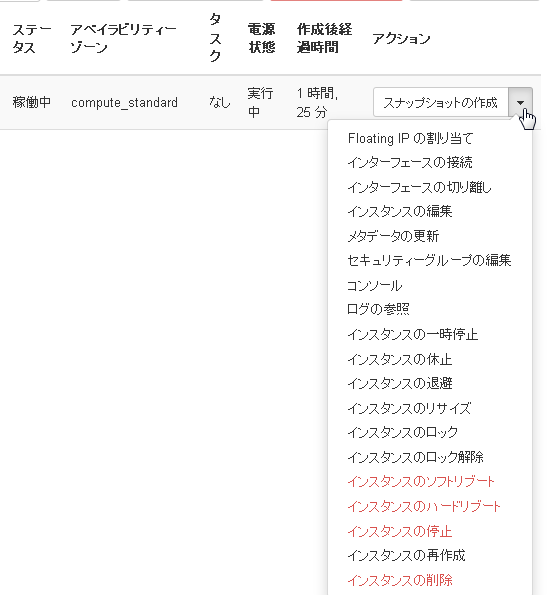 ステー
タス
アベイラビリティー
ゾーン
タ
ス
ク
電源
状態
作成後経
過時間
アクション
稼働中
compute_standard
なし
実行
中
1 時間,
25 分
スナップショットの作成
Floating IP の割り当て
インターフェースの接続
インターフェースの切り離し
インスタンスの編集
メタデータの更新
セキュリティーグループの編集
コンソール
ログの参照
インスタンスの一時停止
インスタンスの休止
インスタンスの退避
インスタンスのリサイズ
インスタンスのロック
インスタンスのロック解除
インスタンスのソフトリブート
インスタンスのハードリブート
インスタンスの停止
インスタンスの再作成
インスタンスの削除